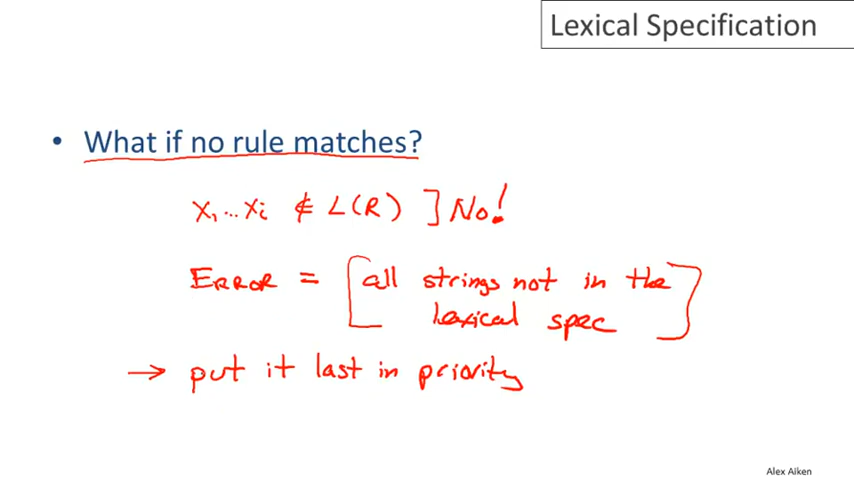 Lexical Specification
• What if no rule matches?
x₁...xᵢ ∉ L(R) ] No!
ERROR = [all strings not in the
lexical spec]
→ put it last in priority
Alex Aiken